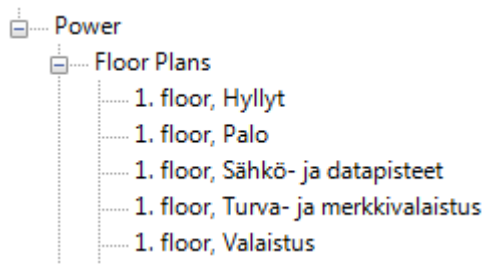 Power
Floor Plans
1. floor, Hyllyt
1. floor, Palo
1. floor, Sähkö- ja datapisteet
1. floor, Turva- ja merkkivalaistus
1. floor, Valaistus